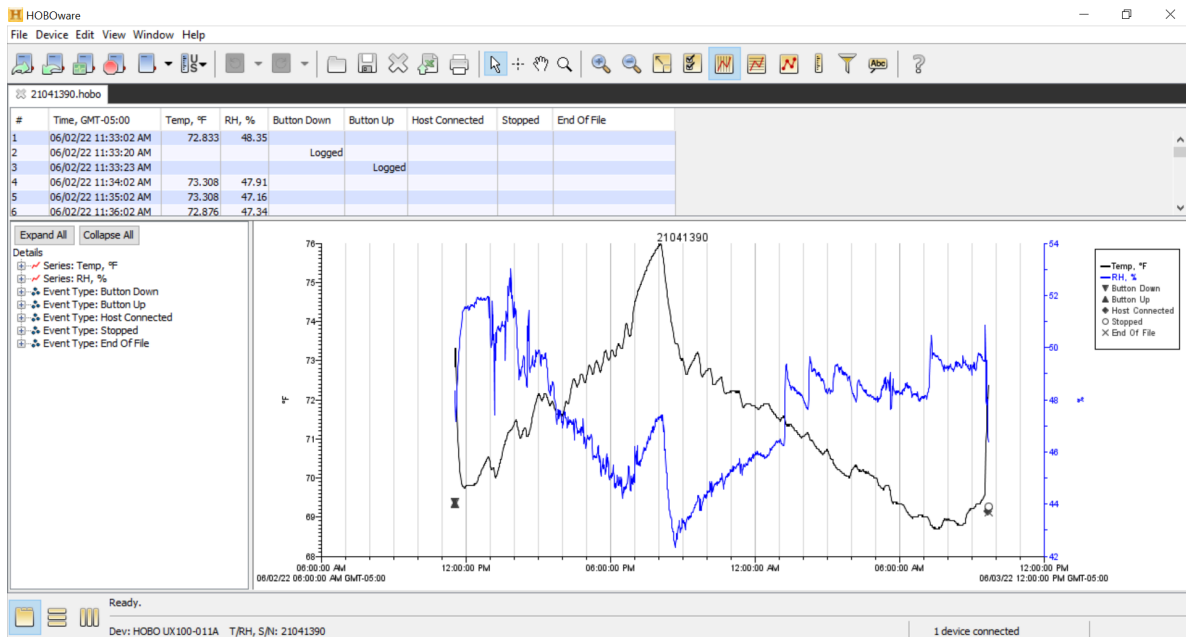 HOBOware
File Device Edit View Window Help
21041390.hobo
# Time, GMT-05:00 Temp, °F RH, % Button Down Button Up Host Connected Stopped End Of File
1 06/02/22 11:33:02 AM 72.833 48.35
2 06/02/22 11:33:20 AM Logged
3 06/02/22 11:33:23 AM Logged
4 06/02/22 11:34:02 AM 73.308 47.91
5 06/02/22 11:35:02 AM 73.308 47.16
6 06/02/22 11:36:02 AM 72.876 47.34
Expand All Collapse All
Details
Series: Temp, °F
Series: RH, %
Event Type: Button Down
Event Type: Button Up
Event Type: Host Connected
Event Type: Stopped
Event Type: End Of File
21041390
76
75
74
73
72
71
70
69
68
°F
54
52
50
48
46
44
42
%
Temp, °F
RH, %
Button Down
Button Up
Host Connected
Stopped
End Of File
06:00:00 AM 12:00:00 PM 06:00:00 PM 12:00:00 AM 06:00:00 AM 12:00:00 PM
06/02/22 06:00:00 AM GMT-05:00 06/03/22 12:00:00 PM GMT-05:00
Ready.
Dev: HOBO UX100-011A T/RH, S/N: 21041390 1 device connected